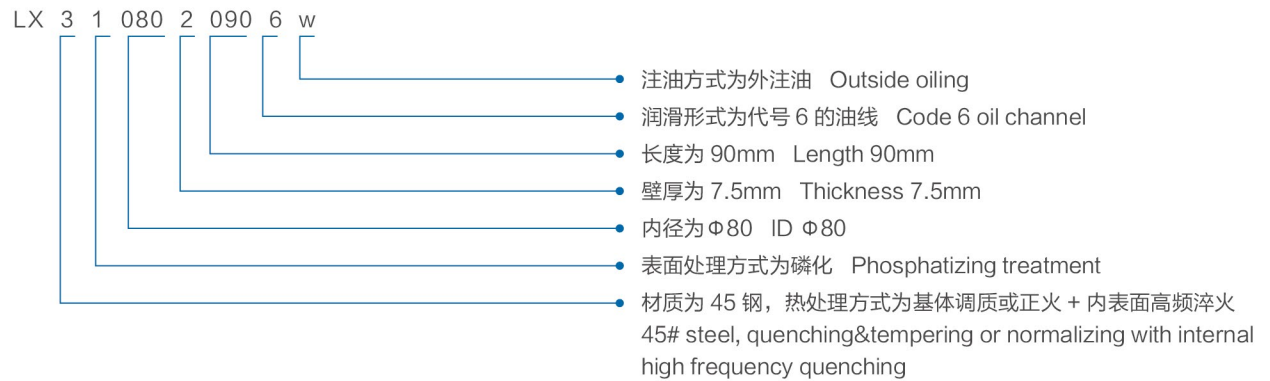 LX 3 1 080 2 090 6 w
注油方式为外注油 Outside oiling
润滑形式为代号 6 的油线 Code 6 oil channel
长度为 90mm Length 90mm
壁厚为 7.5mm Thickness 7.5mm
内径为Φ80 ID Φ80
表面处理方式为磷化 Phosphatizing treatment
材质为 45 钢，热处理方式为基体调质或正火 + 内表面高频淬火
45# steel, quenching&tempering or normalizing with internal
high frequency quenching